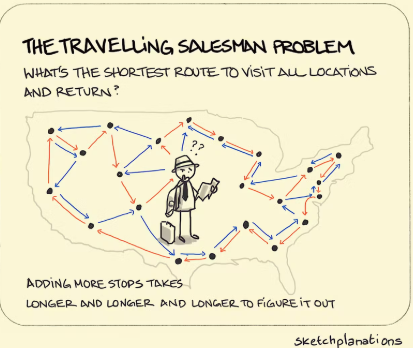 THE TRAVELLING SALESMAN PROBLEM
WHAT'S THE SHORTEST ROUTE TO VISIT ALL LOCATIONS
AND RETURN?
??
ADDING MORE STOPS TAKES
LONGER AND LONGER AND LONGER TO FIGURE IT OUT
sketchplanations